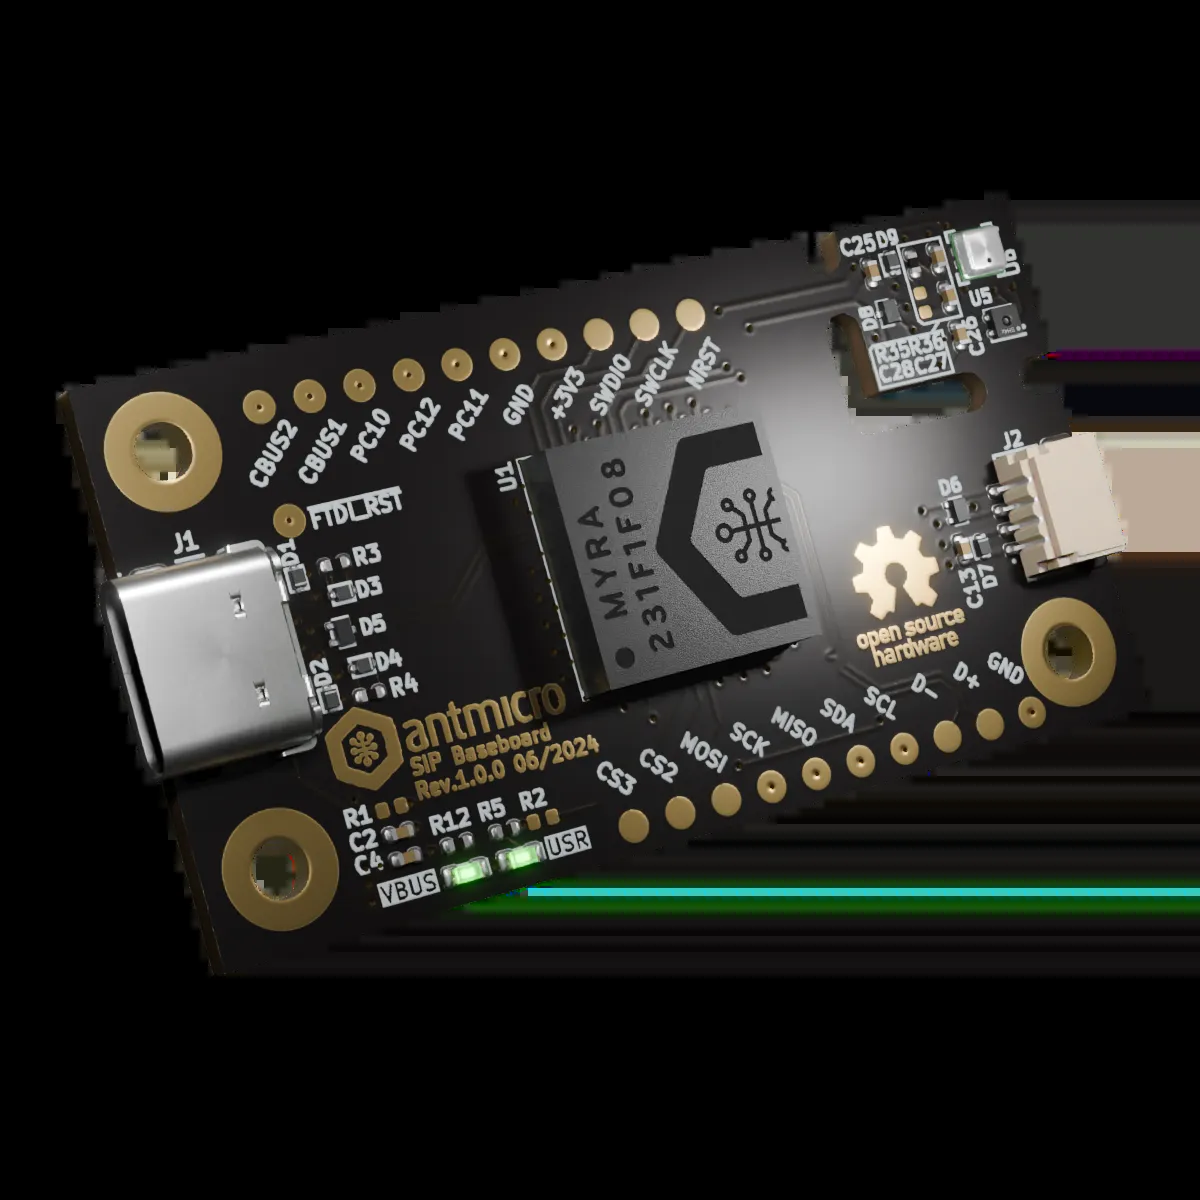 C25
D9
U6
D8
U5
C26
R35R36
C28C27
CBUS2
CBUS1
PC10
PC12
PC11
GND
+3V3
SWDIO
SWCLK
NRST
FTDI_RST
J1
D1
R3
D3
D5
D4
D2
R4
U1
MYRA
231F1F08
J2
D6
C13
D7
open source
hardware
antmicro
SIP Baseboard
Rev.1.0.0 06/2024
CS3
CS2
MOSI
SCK
MISO
SDA
SCL
D-
D+
GND
R1
C2
C4
R12
R5
R2
VBUS
USR